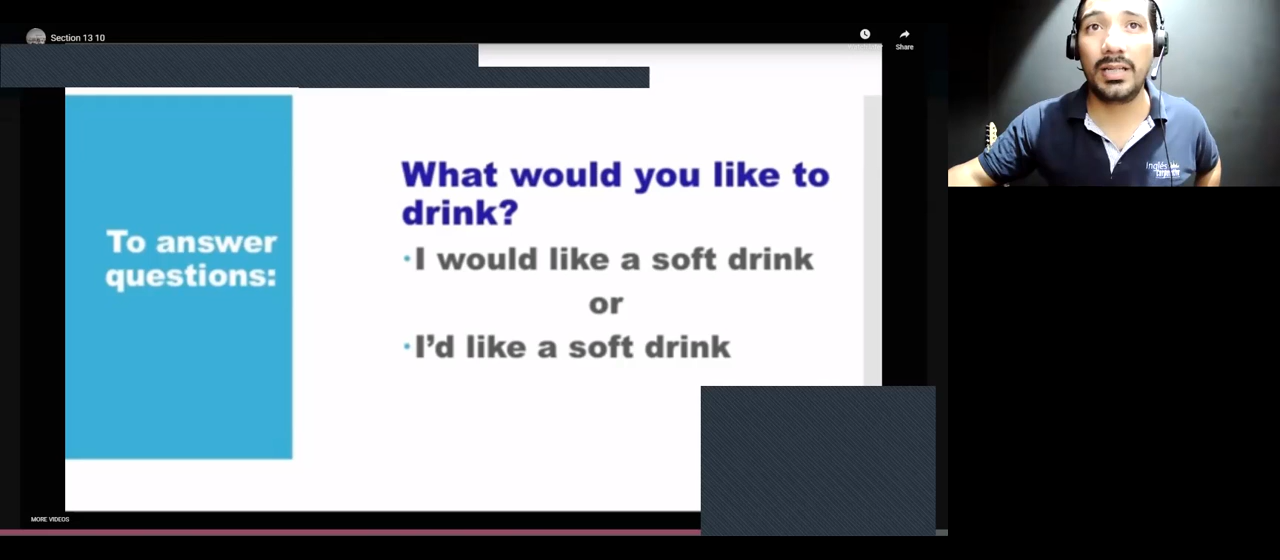 Section 13 10
Share
What would you like to
drink?
To answer
questions:
•I would like a soft drink
or
•I'd like a soft drink
MORE VIDEOS
Inglés